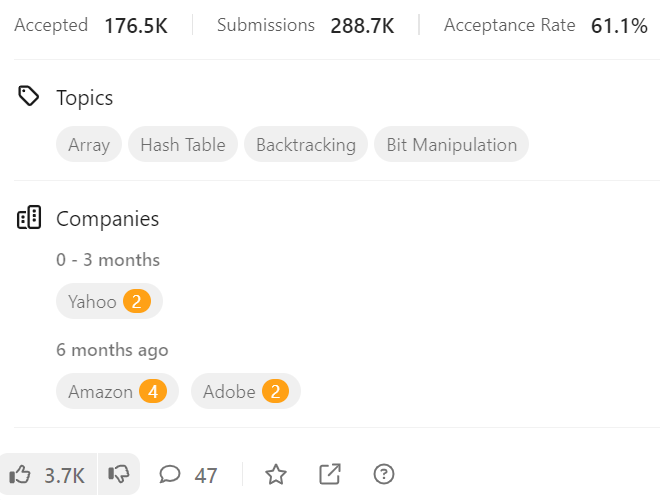 Accepted 176.5K Submissions 288.7K Acceptance Rate 61.1%
Topics
Array Hash Table Backtracking Bit Manipulation
Companies
0 - 3 months
Yahoo 2
6 months ago
Amazon 4 Adobe 2
3.7K 47